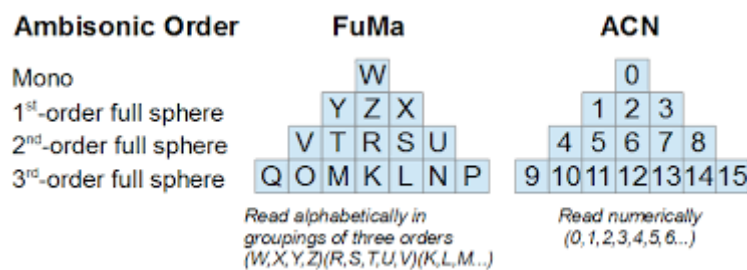 Ambisonic Order FuMa ACN
Mono W 0
1st-order full sphere Y Z X 1 2 3
2nd-order full sphere V T R S U 4 5 6 7 8
3rd-order full sphere Q O M K L N P 9 10 11 12 13 14 15
Read alphabetically in Read numerically
groupings of three orders (0,1,2,3,4,5,6...)
(W,X,Y,Z)(R,S,T,U,V)(K,L,M...)